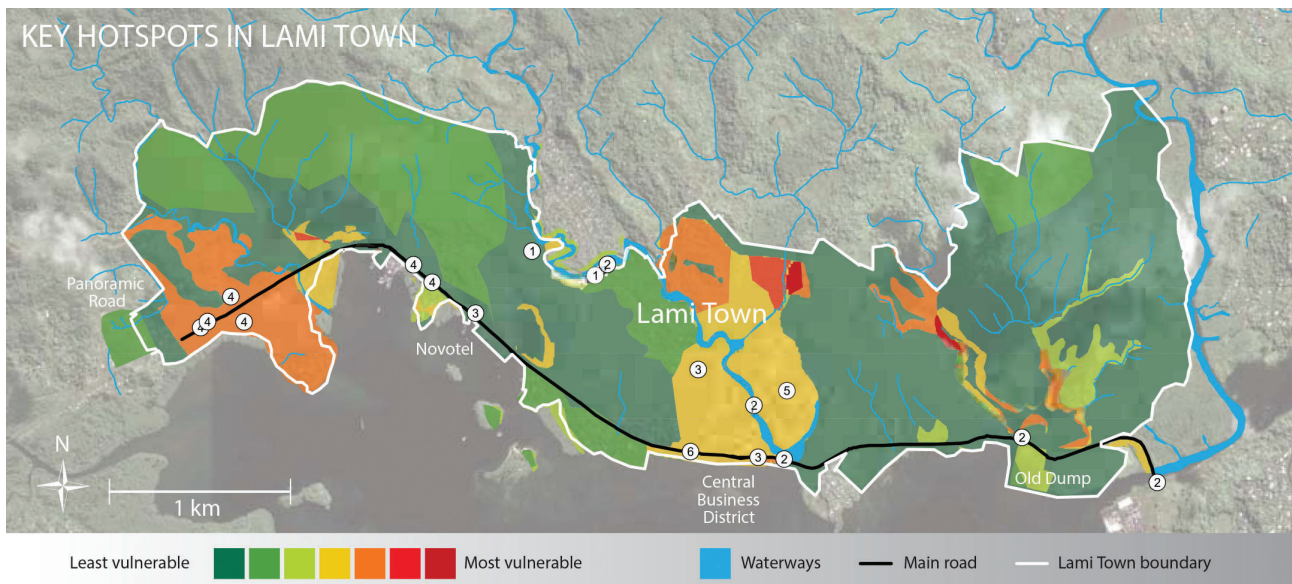 KEY HOTSPOTS IN LAMI TOWN
1
1
2
Panoramic
Road
4
4
4
4
4
4
3
Novotel
Lami Town
3
5
2
6
3
2
Central
Business
District
2
Old Dump
2
N
1 km
Least vulnerable
Most vulnerable
Waterways
Main road
Lami Town boundary